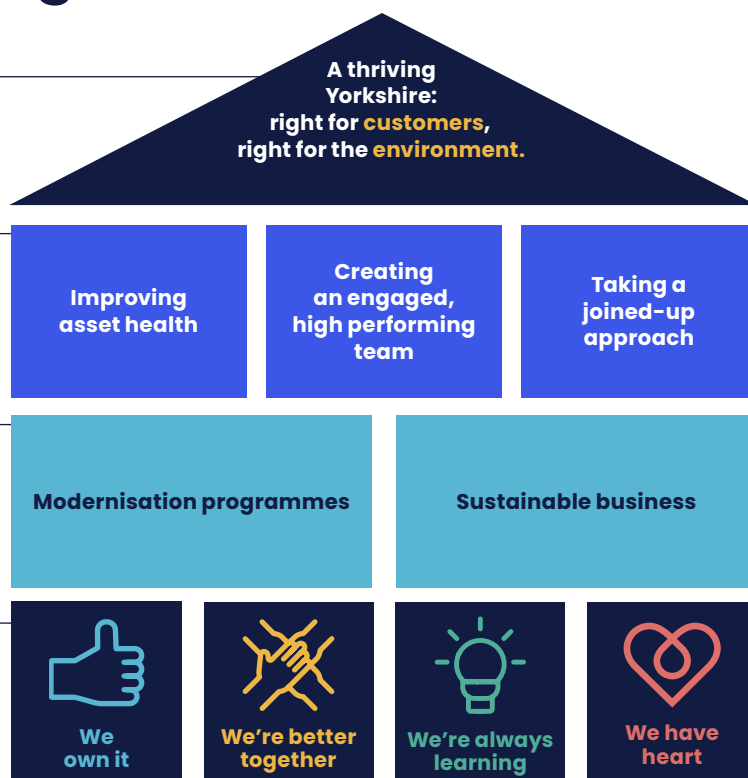 A thriving
Yorkshire:
right for customers,
right for the environment.
Improving
asset health
Creating
an engaged,
high performing
team
Taking a
joined-up
approach
Modernisation programmes
Sustainable business
We
own it
We're better
together
We're always
learning
We have
heart